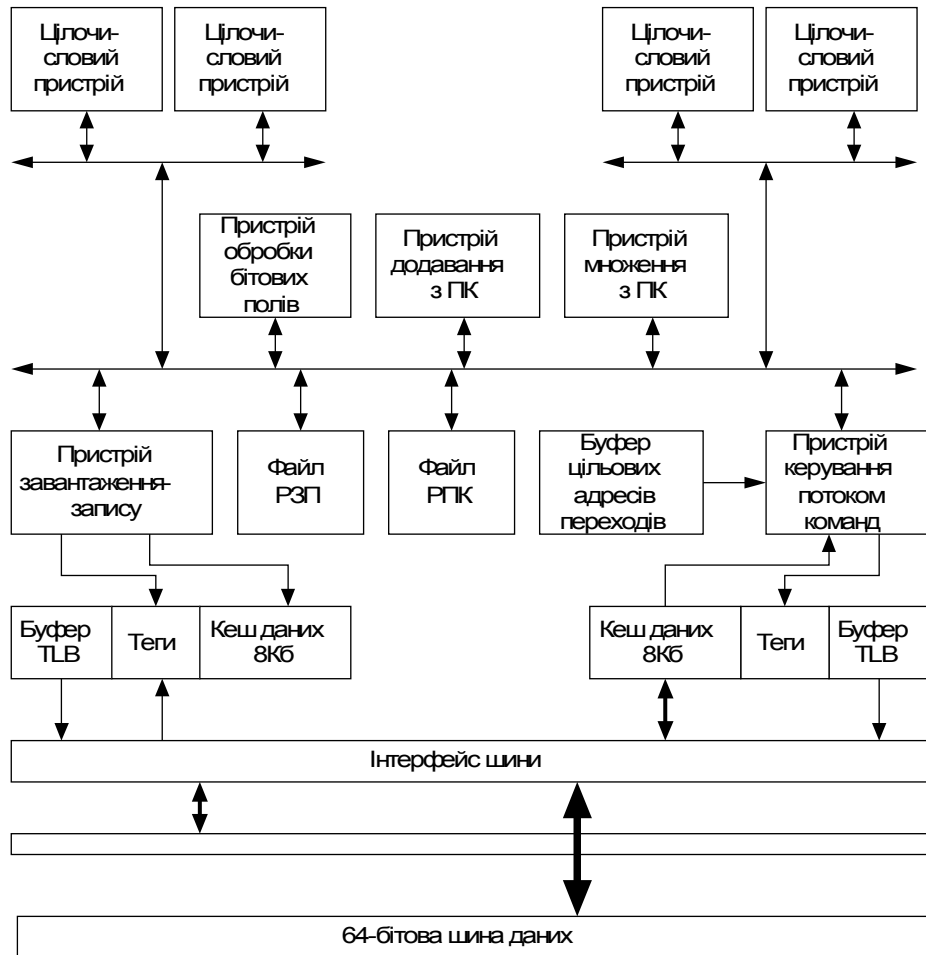 Цілочи-
словий
пристрій
Цілочи-
словий
пристрій
Цілочи-
словий
пристрій
Цілочи-
словий
пристрій
Пристрій
обробки
бітових
полів
Пристрій
додавання
з ПК
Пристрій
множення
з ПК
Пристрій
завантаження-
запису
Файл
РЗП
Файл
РПК
Буфер
цільових
адресів
переходів
Пристрій
керування
потоком
команд
Буфер
TLB
Теги
Кеш даних
8Кб
Кеш даних
8Кб
Теги
Буфер
TLB
Інтерфейс шини
64-бітова шина даних